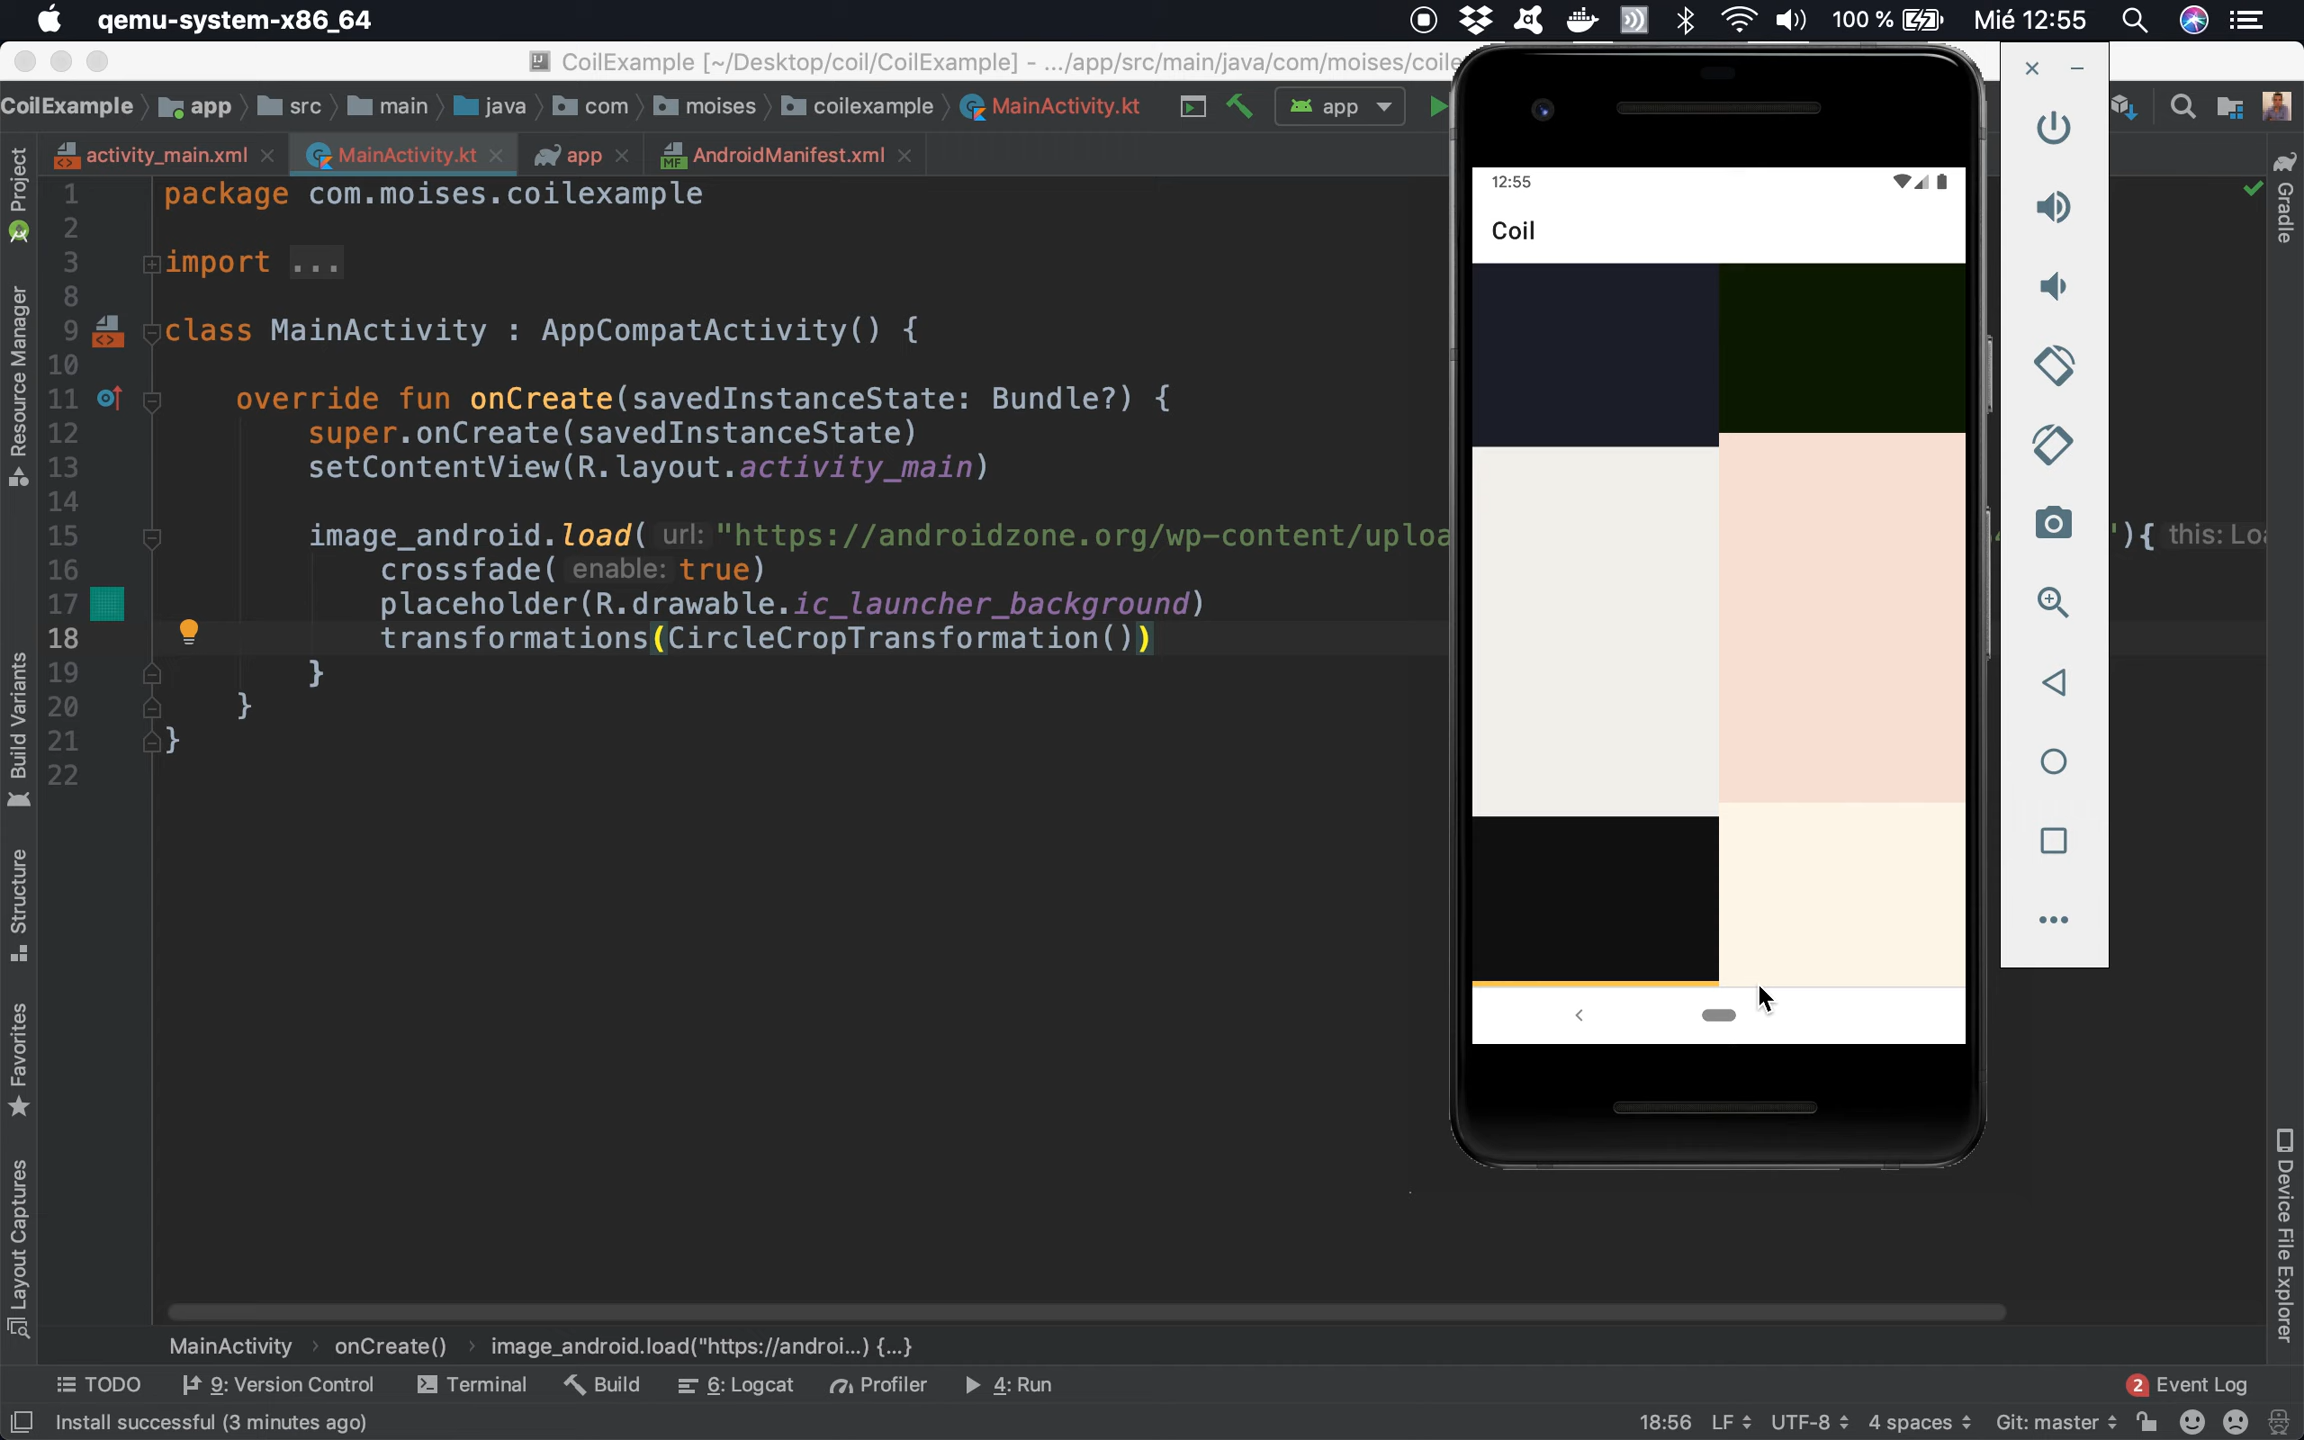 qemu-system-x86_64
100 %
Mié 12:55
CoilExample [~/Desktop/coil/CoilExample] - .../app/src/main/java/com/moises/coile
CoilExample app src main java com moises coilexample MainActivity.kt
app
activity_main.xml
MainActivity.kt
app
AndroidManifest.xml
Project
Resource Manager
Build Variants
Structure
Favorites
Layout Captures
1 package com.moises.coilexample
2
3 import ...
8
9 class MainActivity : AppCompatActivity() {
10
11 override fun onCreate(savedInstanceState: Bundle?) {
12 super.onCreate(savedInstanceState)
13 setContentView(R.layout.activity_main)
14
15 image_android.load( url: "https://androidzone.org/wp-content/uploa "){ this: Loa
16 crossfade( enable: true)
17 placeholder(R.drawable.ic_launcher_background)
18 transformations(CircleCropTransformation())
19 }
20 }
21 }
22
12:55
Coil
Gradle
Device File Explorer
MainActivity › onCreate() › image_android.load("https://androi...) {...}
TODO
9: Version Control
Terminal
Build
6: Logcat
Profiler
4: Run
2 Event Log
Install successful (3 minutes ago)
18:56 LF UTF-8 4 spaces Git: master